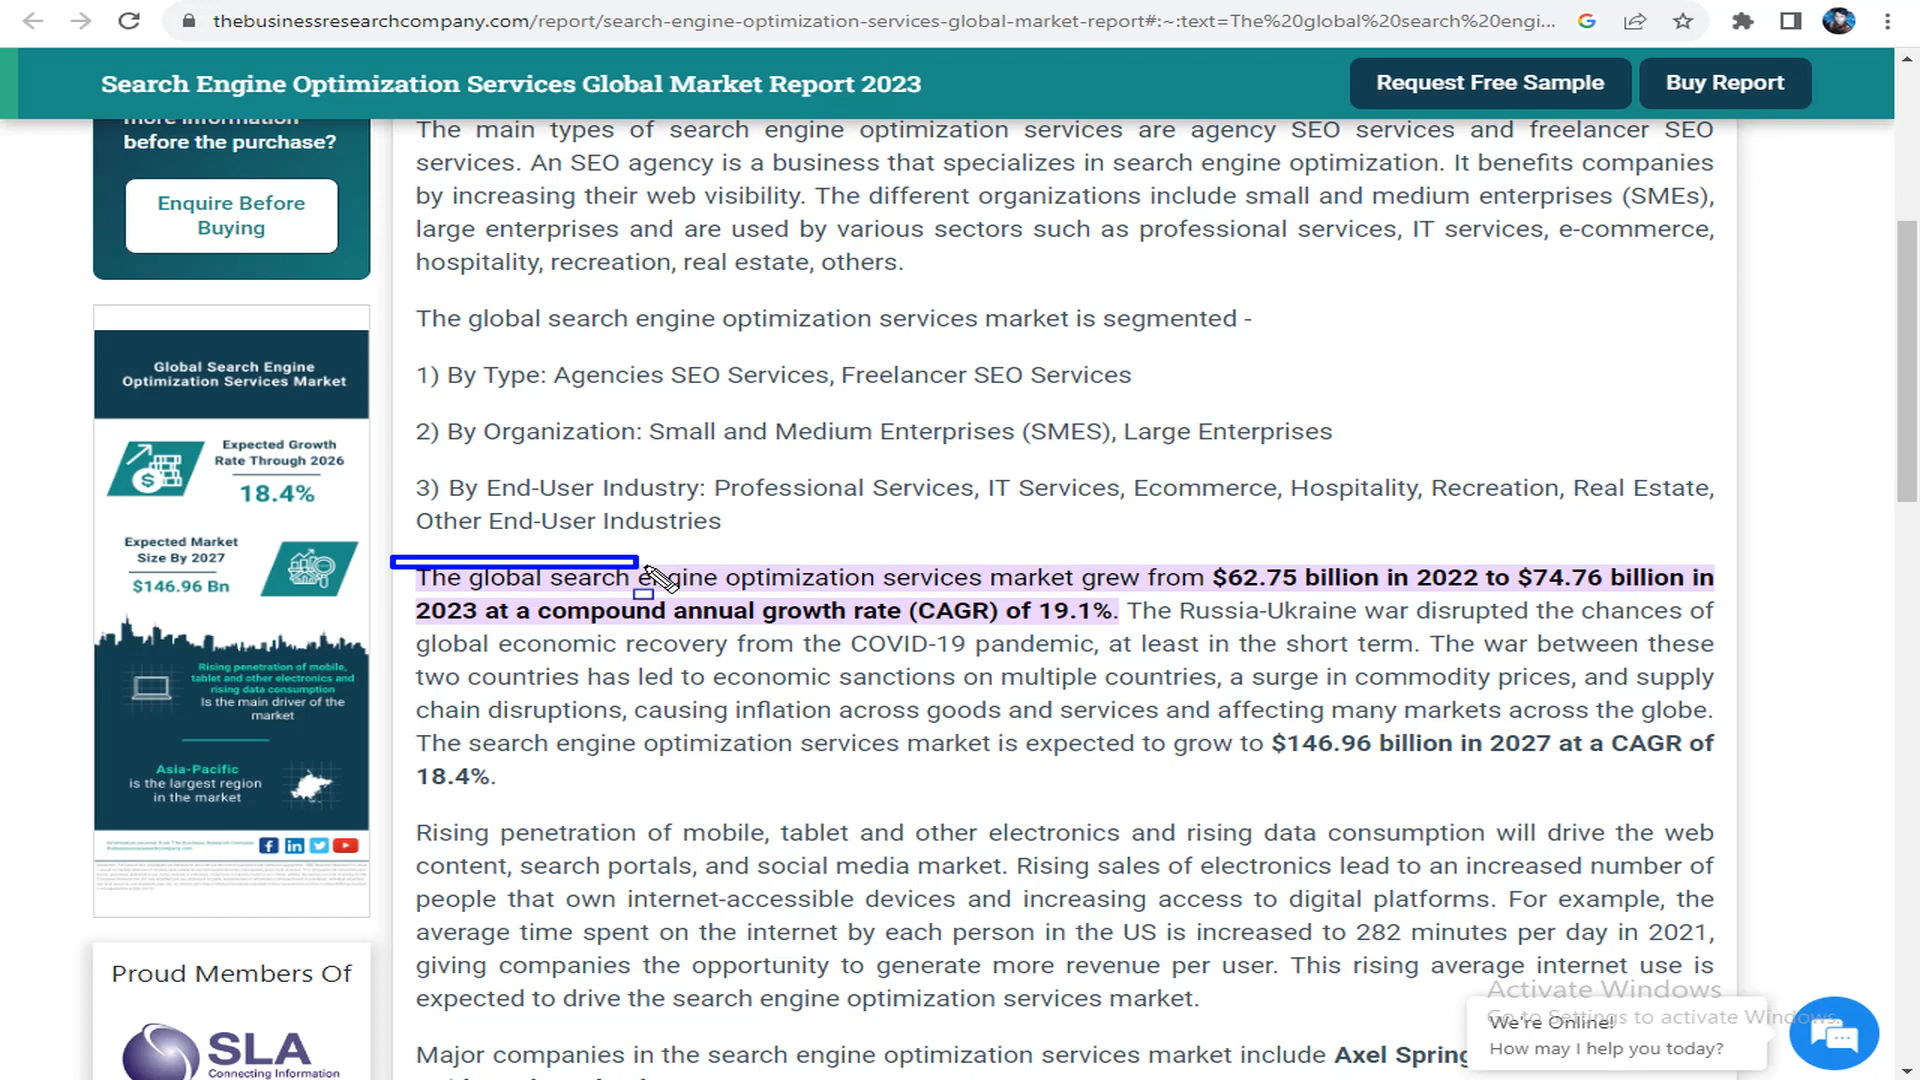 thebusinessresearchcompany.com/report/search-engine-optimization-services-global-market-report#:~:text=The%20global%20search%20engi...
Search Engine Optimization Services Global Market Report 2023
Request Free Sample
Buy Report
more information
before the purchase?
Enquire Before
Buying
Global Search Engine
Optimization Services Market
Expected Growth
Rate Through 2026
18.4%
Expected Market
Size By 2027
$146.96 Bn
Rising penetration of mobile,
tablet and other electronics and
rising data consumption
Is the main driver of the
market
Asia-Pacific
is the largest region
in the market
Proud Members Of
SLA
Connecting Information
The main types of search engine optimization services are agency SEO services and freelancer SEO
services. An SEO agency is a business that specializes in search engine optimization. It benefits companies
by increasing their web visibility. The different organizations include small and medium enterprises (SMEs),
large enterprises and are used by various sectors such as professional services, IT services, e-commerce,
hospitality, recreation, real estate, others.
The global search engine optimization services market is segmented -
1) By Type: Agencies SEO Services, Freelancer SEO Services
2) By Organization: Small and Medium Enterprises (SMES), Large Enterprises
3) By End-User Industry: Professional Services, IT Services, Ecommerce, Hospitality, Recreation, Real Estate,
Other End-User Industries
The global search engine optimization services market grew from $62.75 billion in 2022 to $74.76 billion in
2023 at a compound annual growth rate (CAGR) of 19.1%. The Russia-Ukraine war disrupted the chances of
global economic recovery from the COVID-19 pandemic, at least in the short term. The war between these
two countries has led to economic sanctions on multiple countries, a surge in commodity prices, and supply
chain disruptions, causing inflation across goods and services and affecting many markets across the globe.
The search engine optimization services market is expected to grow to $146.96 billion in 2027 at a CAGR of
18.4%.
Rising penetration of mobile, tablet and other electronics and rising data consumption will drive the web
content, search portals, and social media market. Rising sales of electronics lead to an increased number of
people that own internet-accessible devices and increasing access to digital platforms. For example, the
average time spent on the internet by each person in the US is increased to 282 minutes per day in 2021,
giving companies the opportunity to generate more revenue per user. This rising average internet use is
expected to drive the search engine optimization services market.
Major companies in the search engine optimization services market include Axel Spring
Activate Windows
Go to Settings to activate Windows.
We're Online!
How may I help you today?